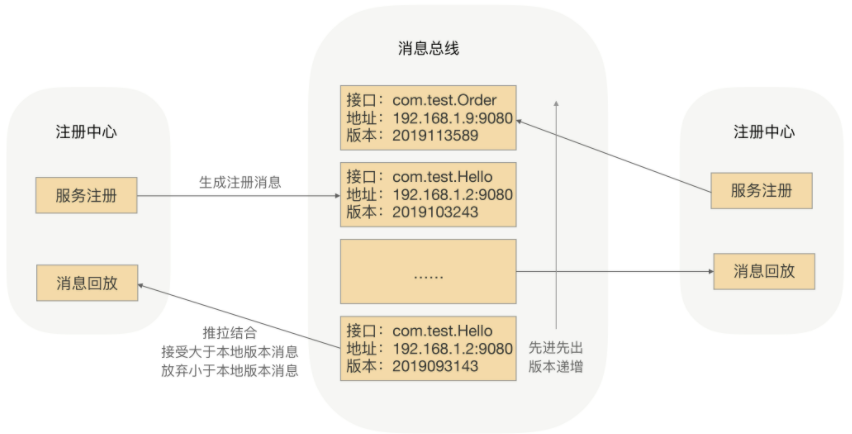 消息总线
注册中心
服务注册
消息回放
生成注册消息
推拉结合
接受大于本地版本消息
放弃小于本地版本消息
接口：com.test.Order
地址：192.168.1.9:9080
版本：2019113589
接口：com.test.Hello
地址：192.168.1.2:9080
版本：2019103243
……
接口：com.test.Hello
地址：192.168.1.2:9080
版本：2019093143
先进先出
版本递增
注册中心
服务注册
消息回放